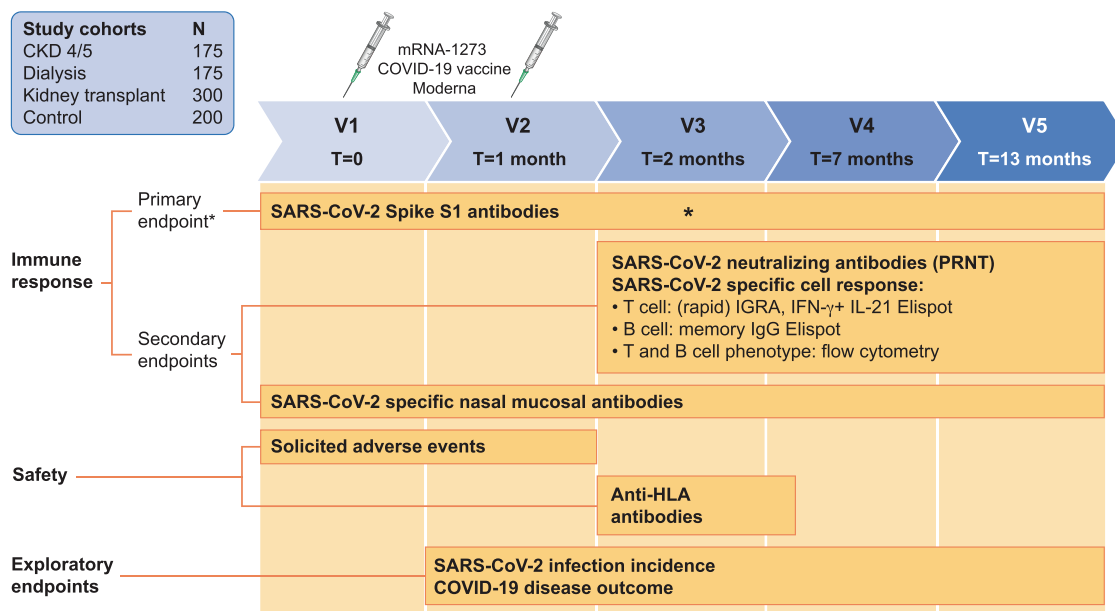 Study cohorts N
CKD 4/5 175
Dialysis 175
Kidney transplant 300
Control 200
mRNA-1273
COVID-19 vaccine
Moderna
V1
T=0
V2
T=1 month
V3
T=2 months
V4
T=7 months
V5
T=13 months
Immune
response
Primary
endpoint*
SARS-CoV-2 Spike S1 antibodies *
Secondary
endpoints
SARS-CoV-2 neutralizing antibodies (PRNT)
SARS-CoV-2 specific cell response:
• T cell: (rapid) IGRA, IFN-γ+ IL-21 Elispot
• B cell: memory IgG Elispot
• T and B cell phenotype: flow cytometry
SARS-CoV-2 specific nasal mucosal antibodies
Safety
Solicited adverse events
Anti-HLA
antibodies
Exploratory
endpoints
SARS-CoV-2 infection incidence
COVID-19 disease outcome